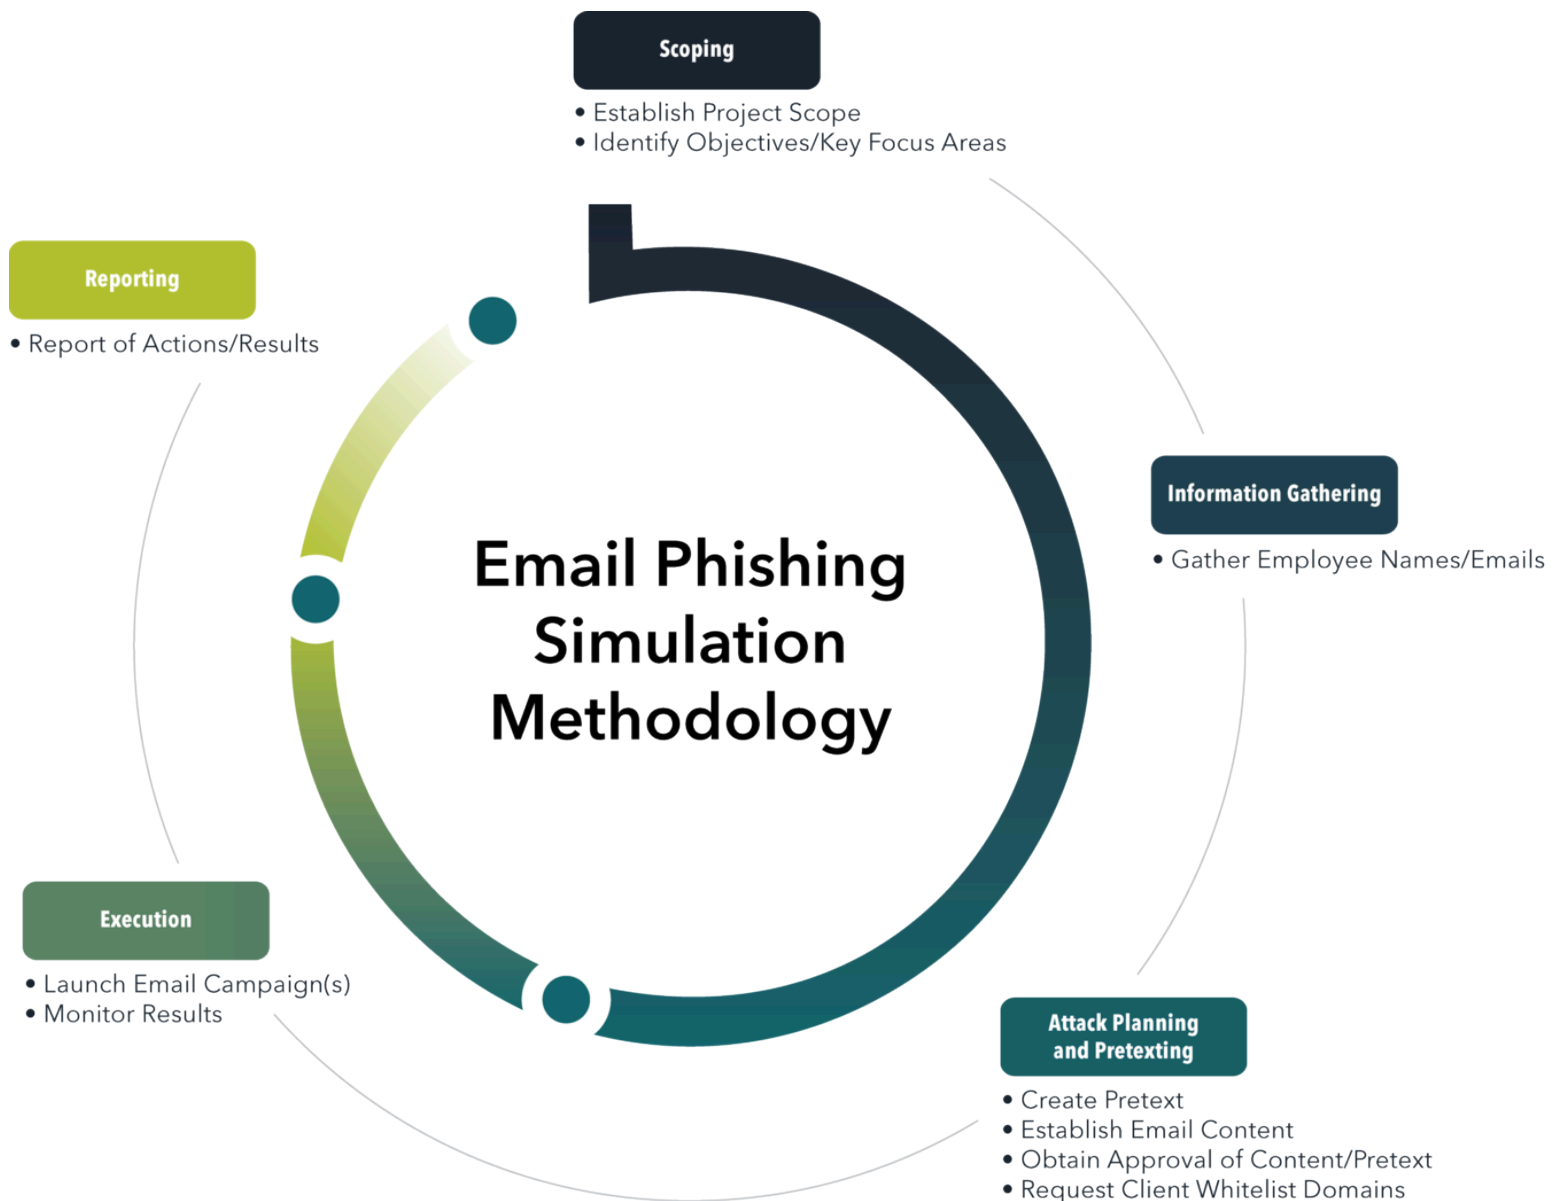 Scoping
• Establish Project Scope
• Identify Objectives/Key Focus Areas
Information Gathering
• Gather Employee Names/Emails
Attack Planning
and Pretexting
• Create Pretext
• Establish Email Content
• Obtain Approval of Content/Pretext
• Request Client Whitelist Domains
Execution
• Launch Email Campaign(s)
• Monitor Results
Reporting
• Report of Actions/Results
Email Phishing
Simulation
Methodology